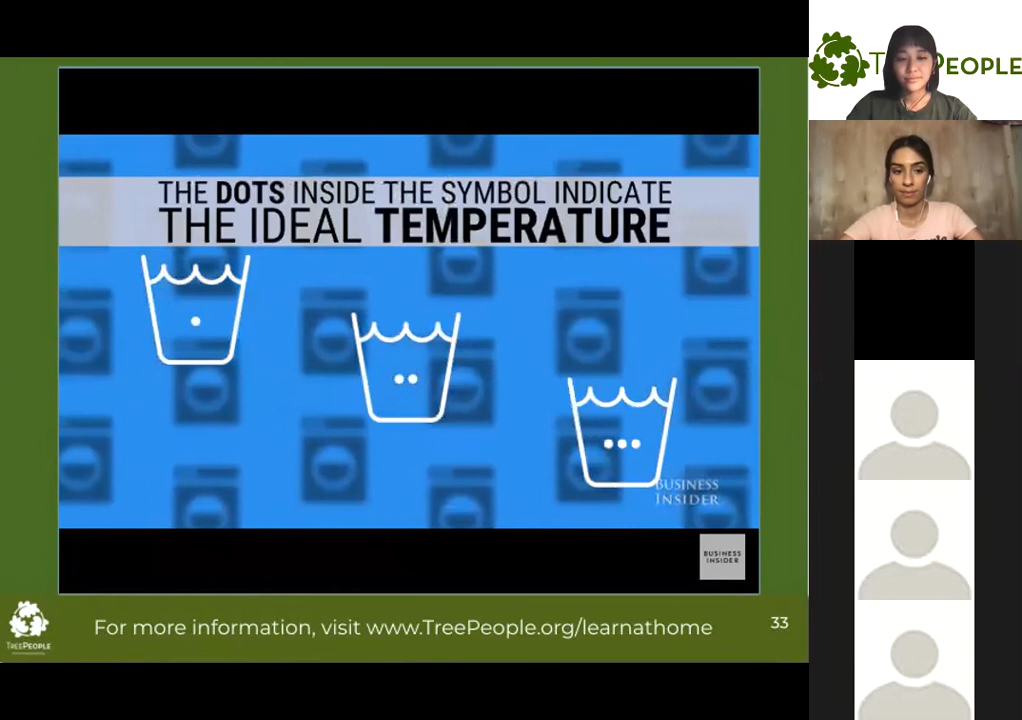 THE DOTS INSIDE THE SYMBOL INDICATE
THE IDEAL TEMPERATURE
BUSINESS
INSIDER
BUSINESS
INSIDER
TREEPEOPLE
For more information, visit www.TreePeople.org/learnathome
33
PEOPLE